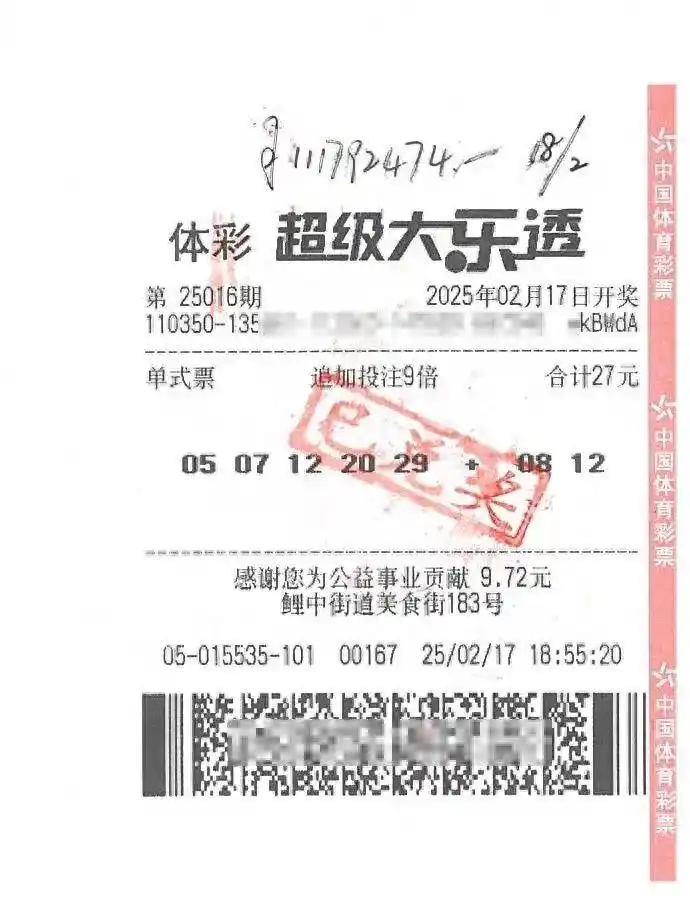 111792474.一 18/2
体彩 超级大乐透
第 25016期 2025年02月17日开奖
110350-135 kBWdA
单式票 追加投注9倍 合计27元
已兑奖
05 07 12 20 29 + 08 12
感谢您为公益事业贡献 9.72元
鲤中街道美食街183号
05-015535-101 00167 25/02/17 18:55:20
中国体育彩票
中国体育彩票
中国体育彩票